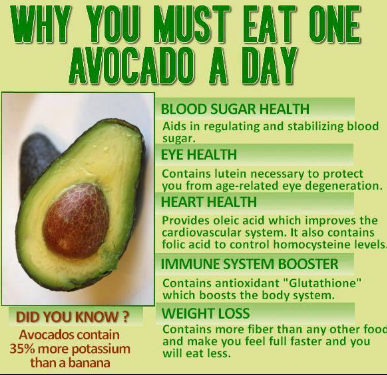 WHY YOU MUST EAT ONE
AVOCADO A DAY
BLOOD SUGAR HEALTH
Aids in regulating and stabilizing blood
sugar.
EYE HEALTH
Contains lutein necessary to protect
you from age-related eye degeneration.
HEART HEALTH
Provides oleic acid which improves the
cardiovascular system. It also contains
folic acid to control homocysteine levels.
IMMUNE SYSTEM BOOSTER
Contains antioxidant "Glutathione"
which boosts the body system.
WEIGHT LOSS
Contains more fiber than any other food
and make you feel full faster and you
will eat less.
DID YOU KNOW ?
Avocados contain
35% more potassium
than a banana